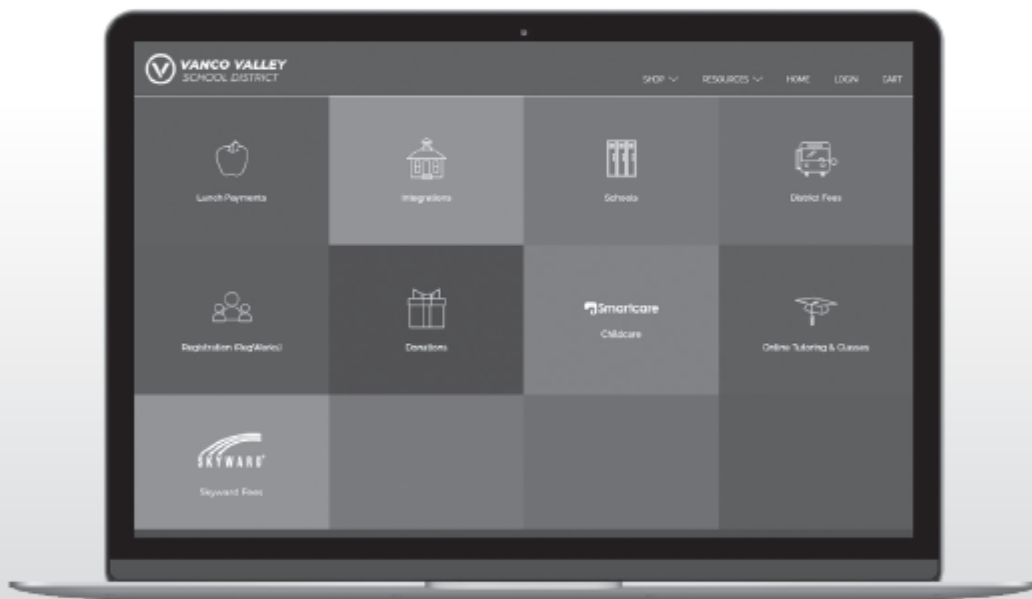 VANCO VALLEY
SCHOOL DISTRICT
SHOP RESOURCES HOME LOGIN CART
Lunch Payments
Integrations
Schools
District Fees
Registration (RegWerks)
Donations
Smartcare
Childcare
Online Tutoring & Classes
SKYWARD
Skyward Fees